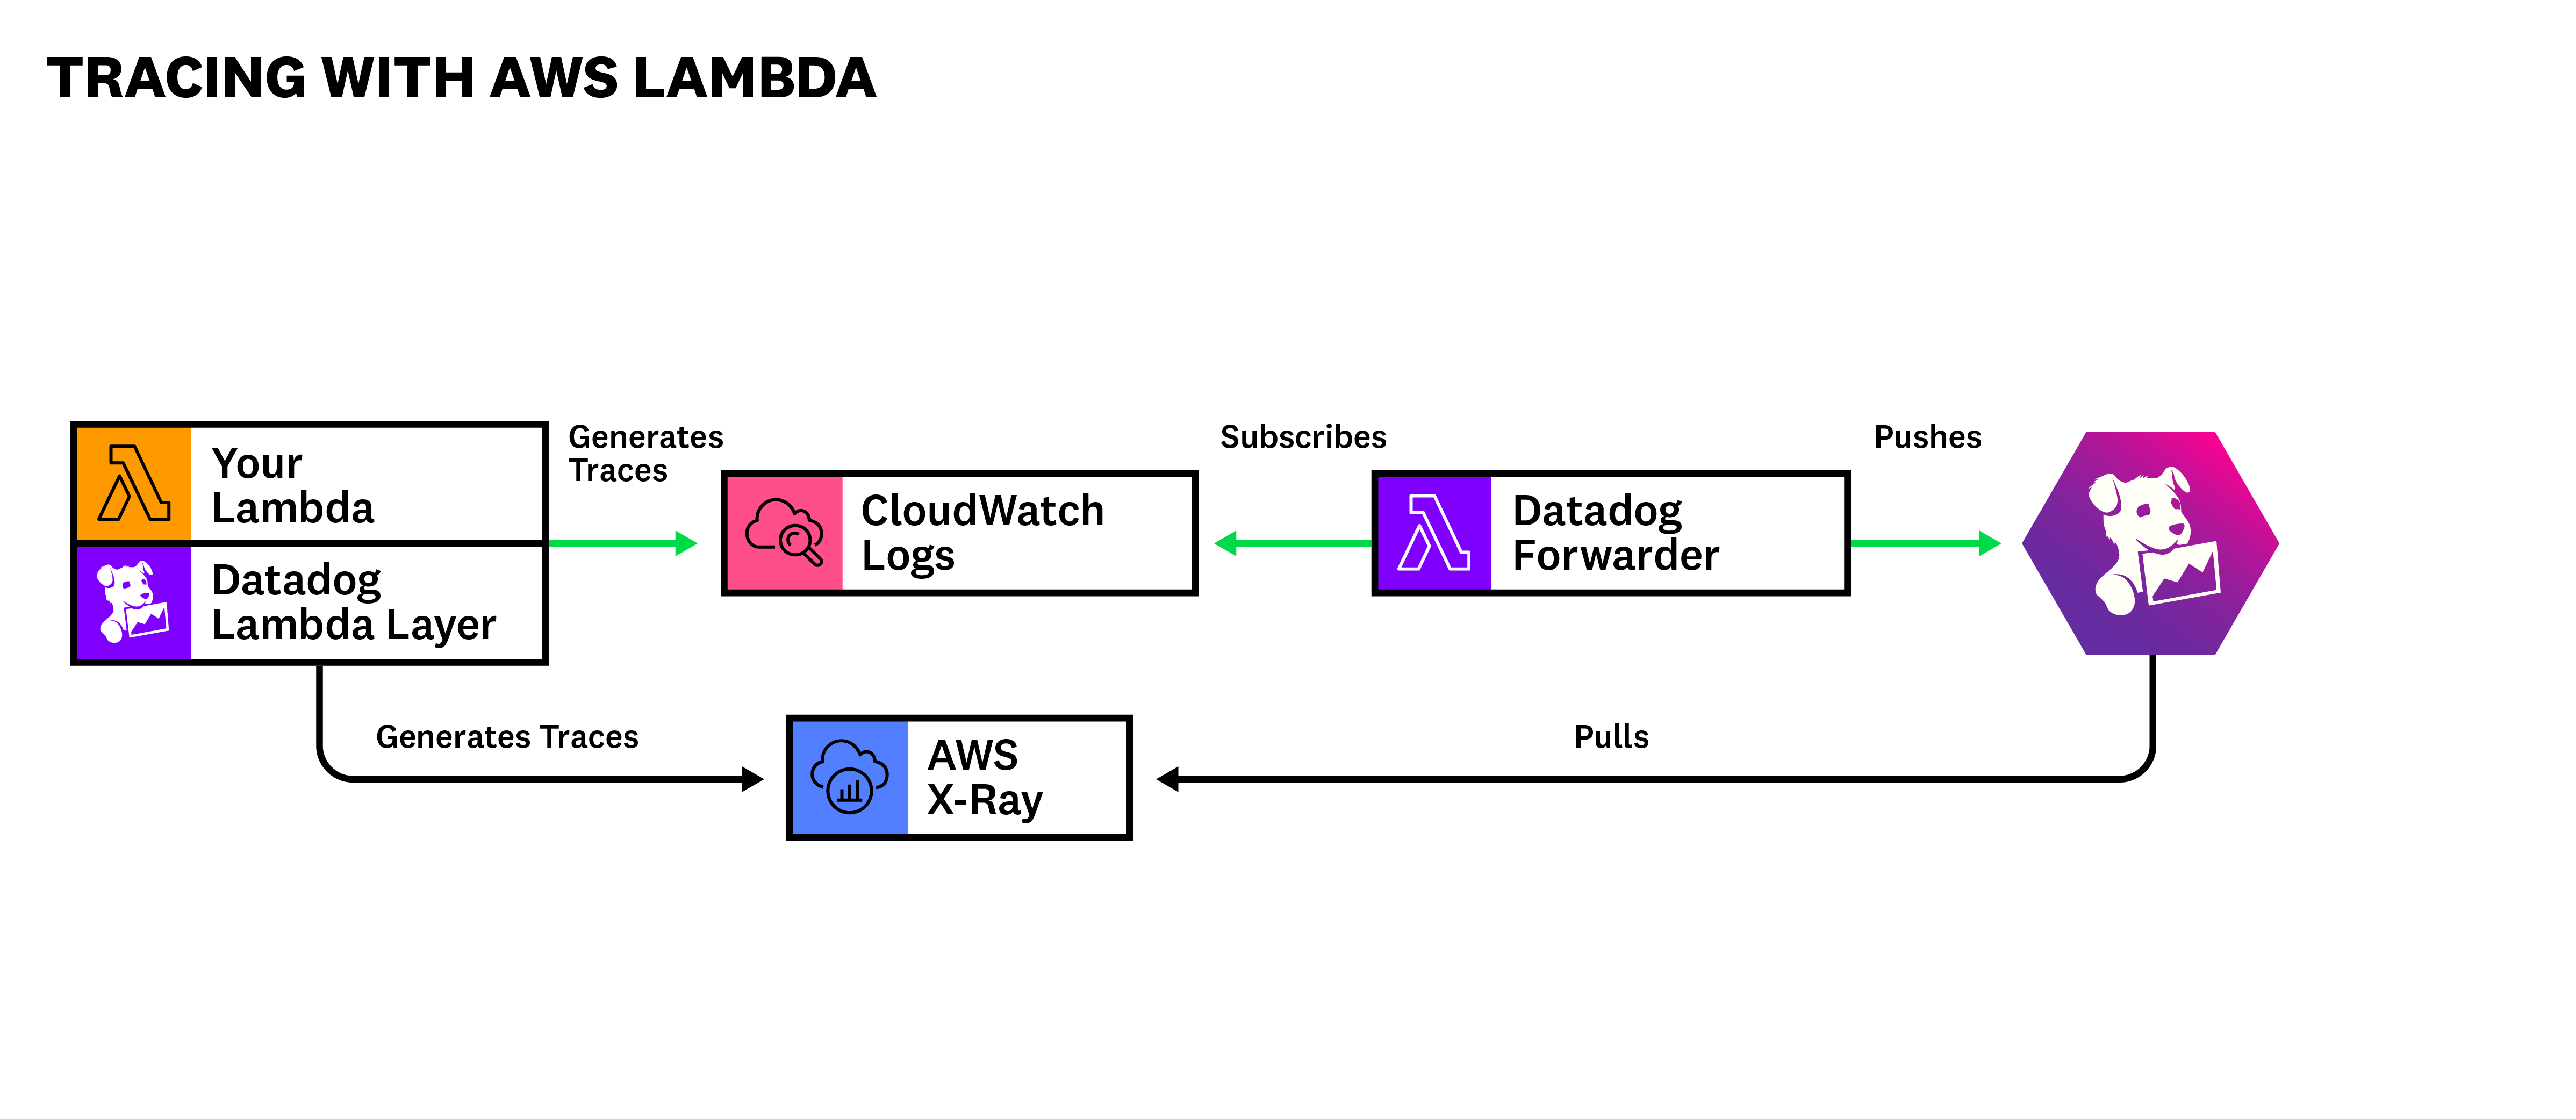 TRACING WITH AWS LAMBDA
Your
Lambda
Datadog
Lambda Layer
Generates
Traces
CloudWatch
Logs
Subscribes
Datadog
Forwarder
Pushes
Generates Traces
AWS
X-Ray
Pulls